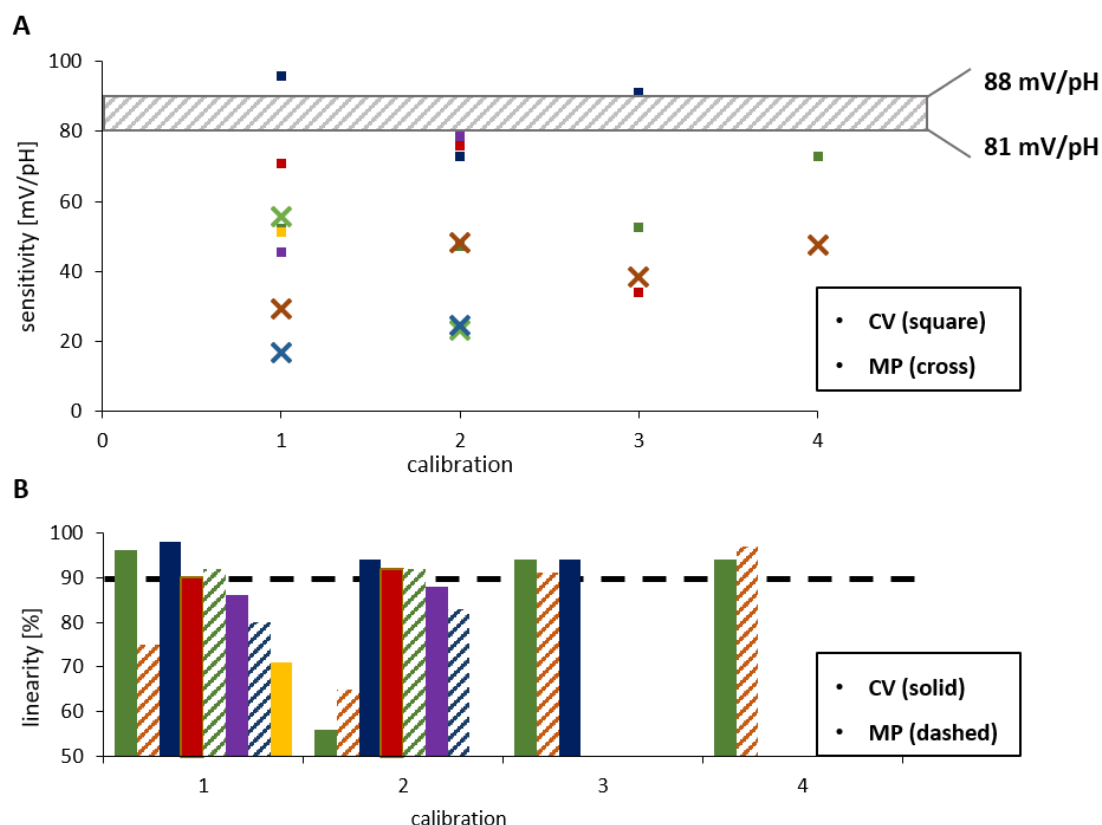 A
100
80
60
40
20
0
sensitivity [mV/pH]
0 1 2 3 4
calibration
88 mV/pH
81 mV/pH
• CV (square)
• MP (cross)
B
100
90
80
70
60
50
linearity [%]
1 2 3 4
calibration
• CV (solid)
• MP (dashed)